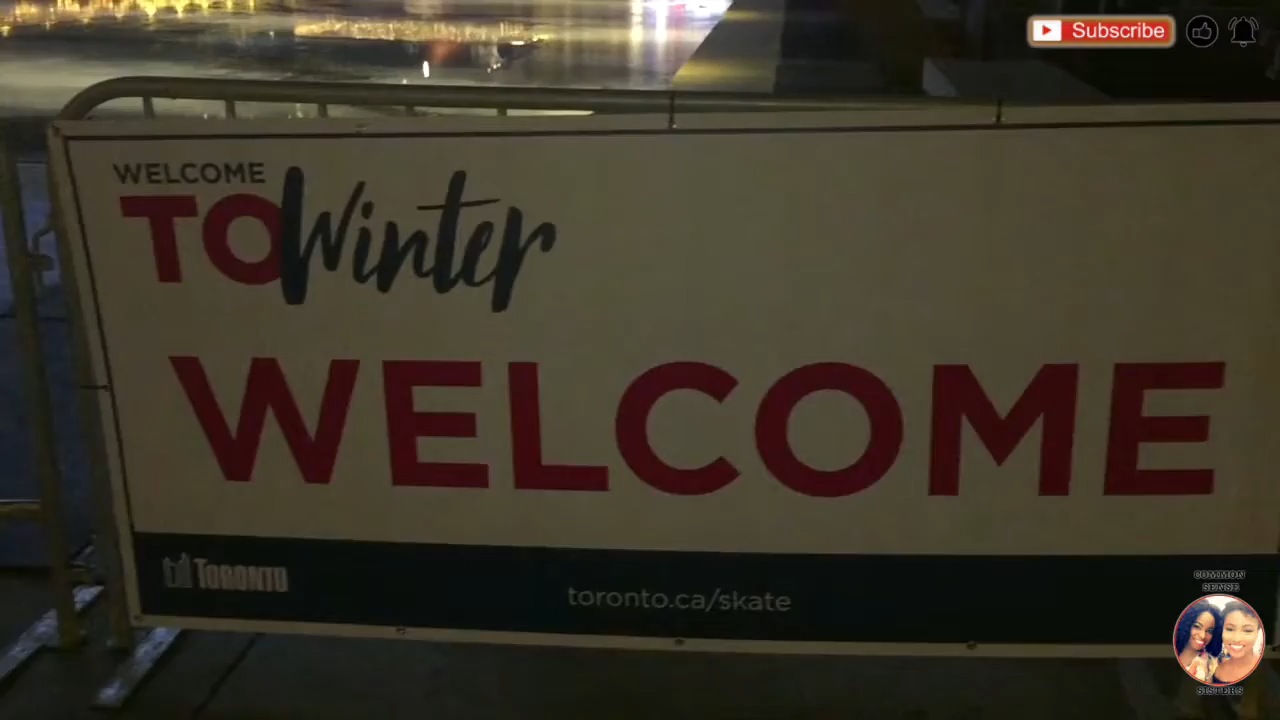 Subscribe
WELCOME
TOWinter
WELCOME
TORONTO
toronto.ca/skate
COMMON
SENSE
SISTERS